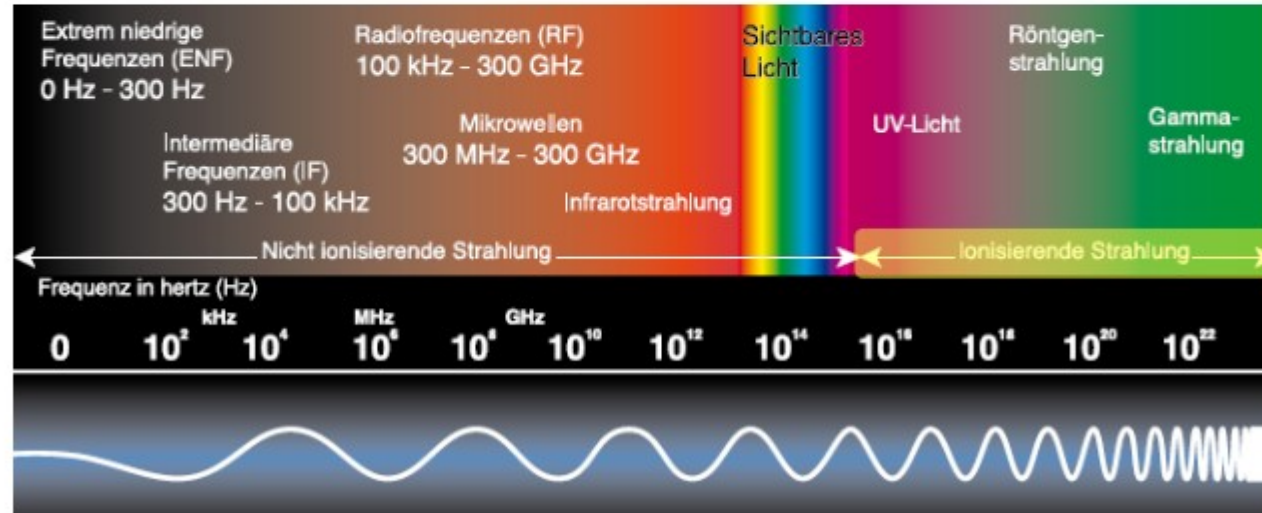 Extrem niedrige
Frequenzen (ENF)
0 Hz - 300 Hz
Radiofrequenzen (RF)
100 kHz - 300 GHz
Sichtbares
Licht
Röntgen-
strahlung
Intermediäre
Frequenzen (IF)
300 Hz - 100 kHz
Mikrowellen
300 MHz - 300 GHz
Infrarotstrahlung
UV-Licht
Gamma-
strahlung
Nicht ionisierende Strahlung
Ionisierende Strahlung
Frequenz in hertz (Hz)
kHz MHz GHz
0 10² 10⁴ 10⁶ 10⁸ 10¹⁰ 10¹² 10¹⁴ 10¹⁶ 10¹⁸ 10²⁰ 10²²